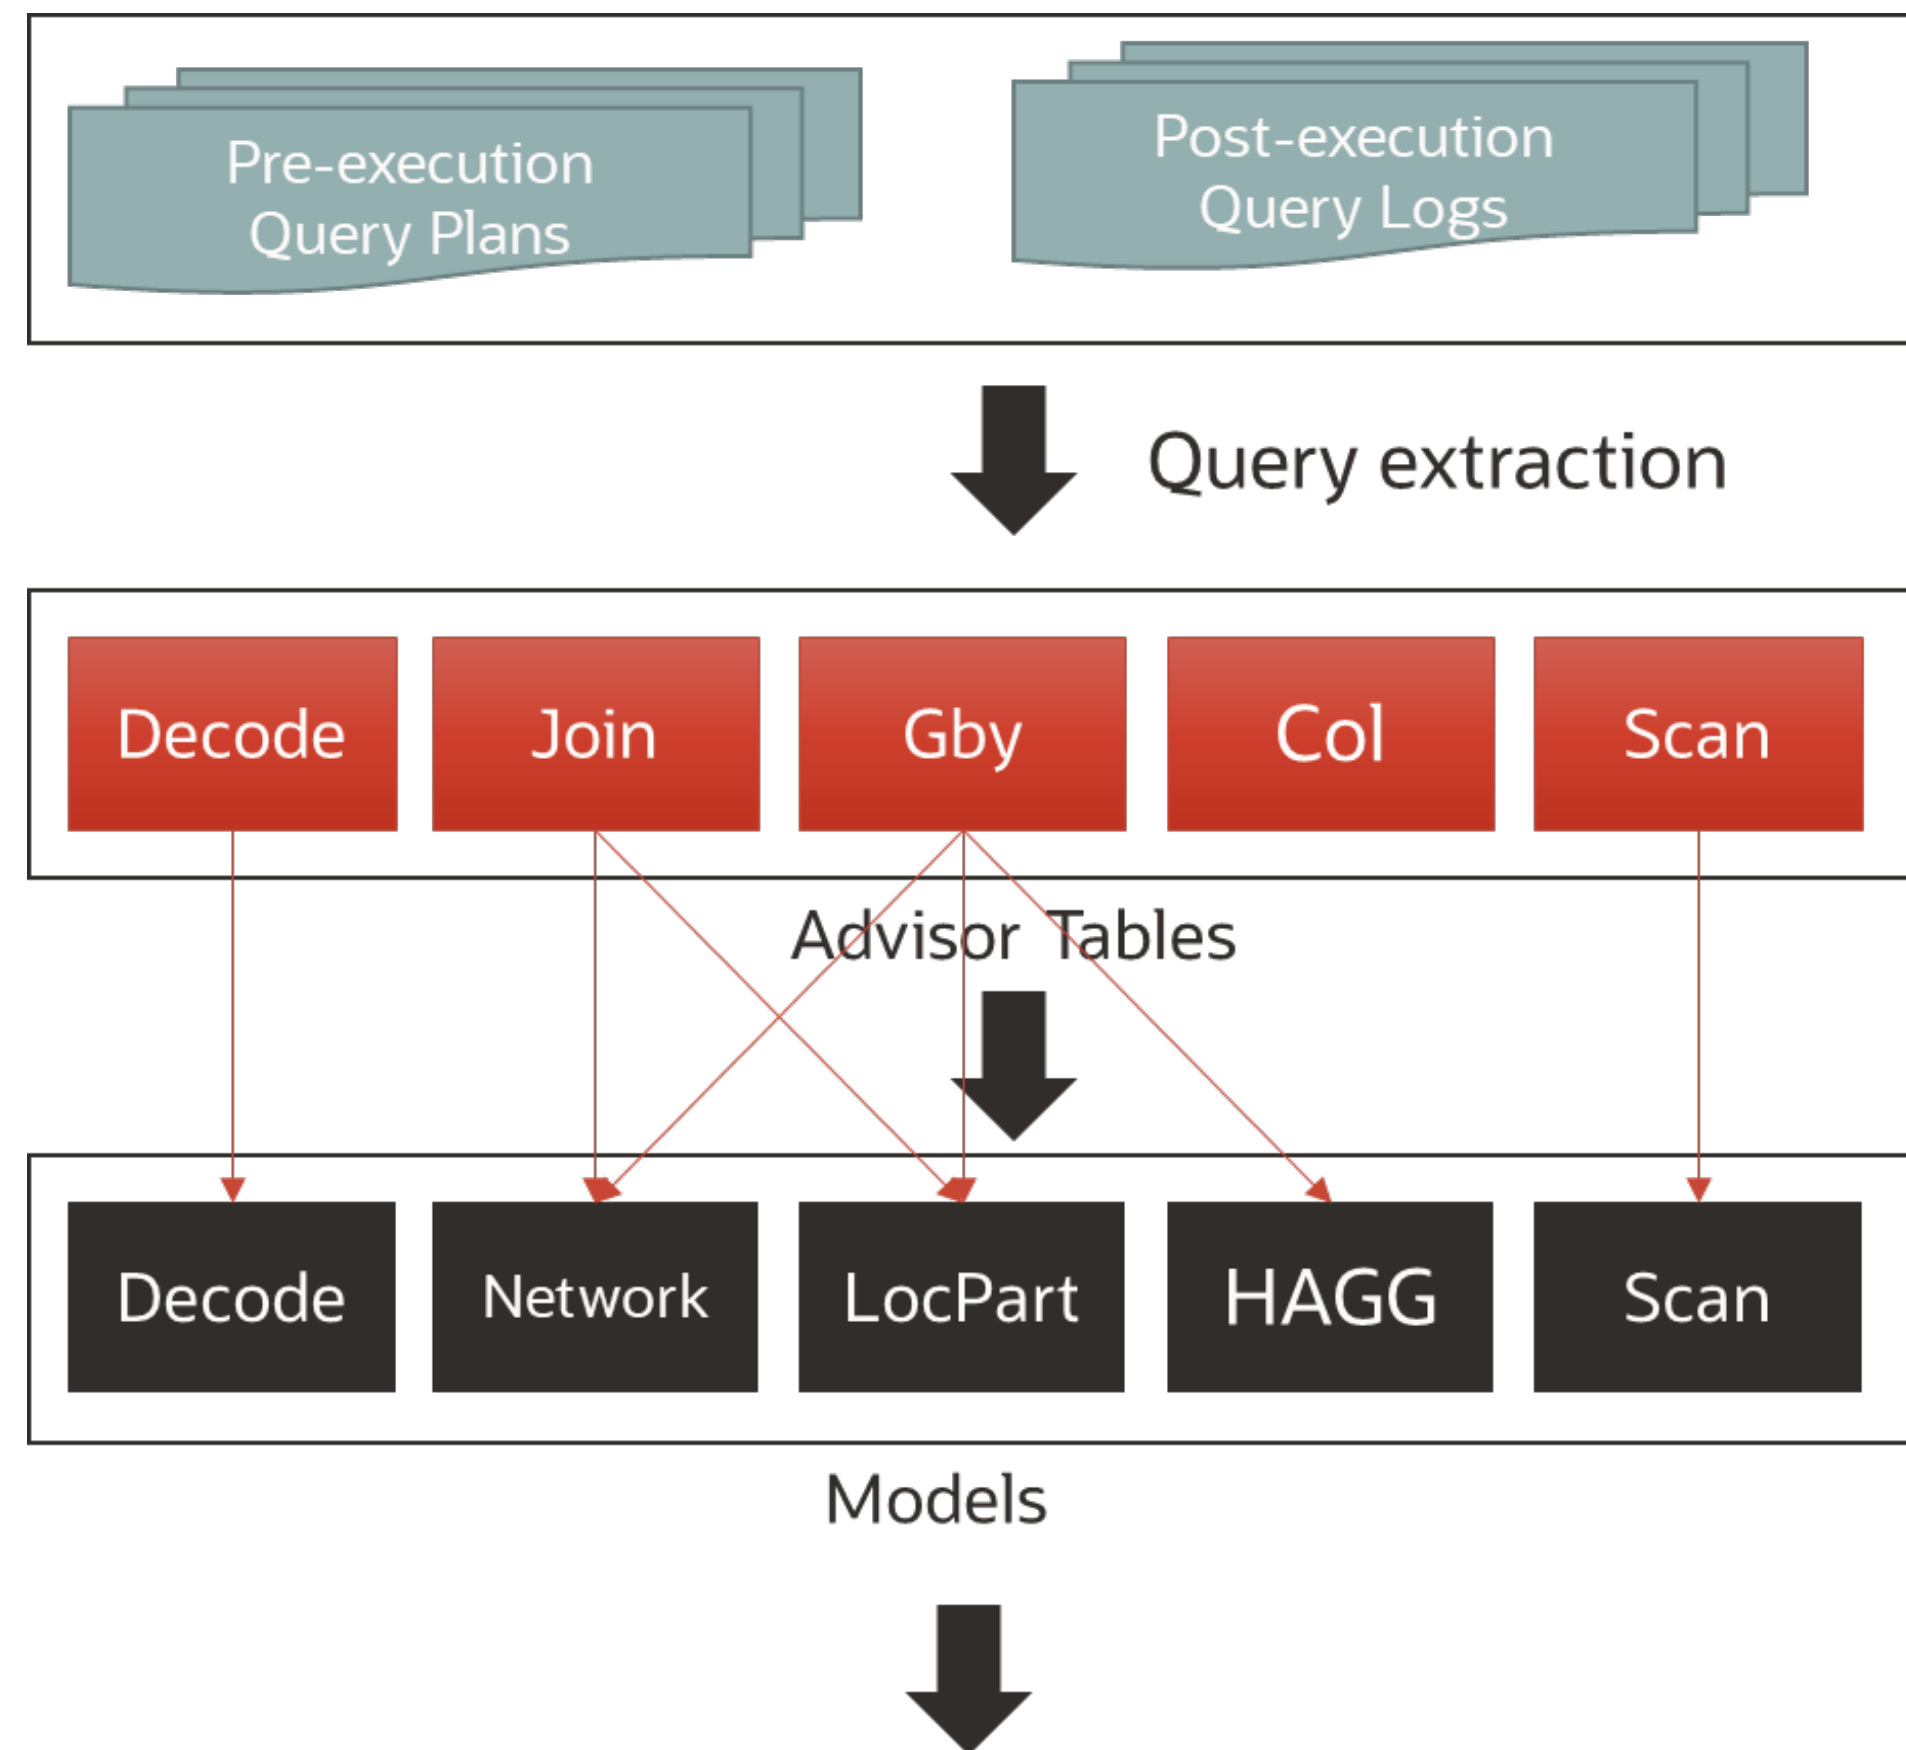 Pre-execution
Query Plans
Post-execution
Query Logs
Query extraction
Decode
Join
Gby
Col
Scan
Advisor Tables
Decode
Network
LocPart
HAGG
Scan
Models